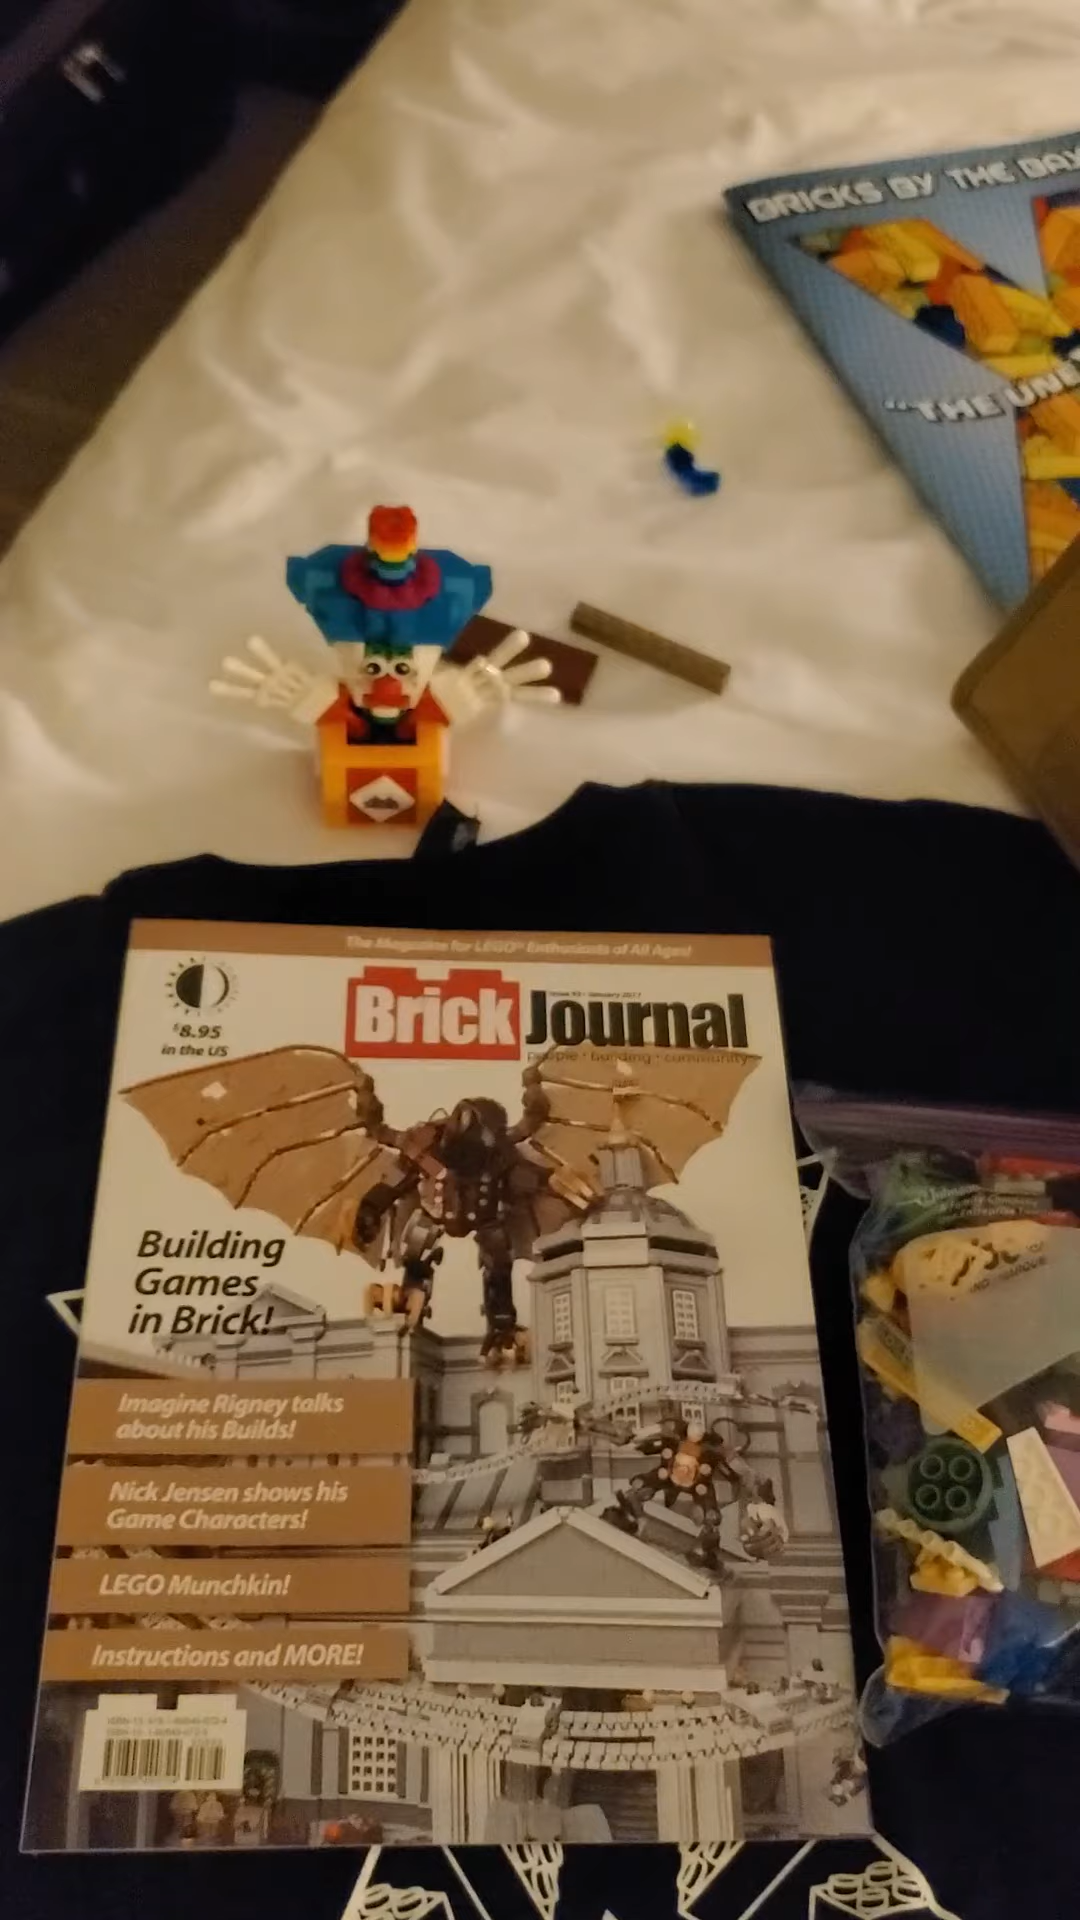 BRICKS BY THE BAY
"THE UNE
The Magazine for LEGO® Enthusiasts of All Ages!
$8.95
in the US
Brick Journal
people • building • community
Building
Games
in Brick!
Imagine Rigney talks
about his Builds!
Nick Jensen shows his
Game Characters!
LEGO Munchkin!
Instructions and MORE!